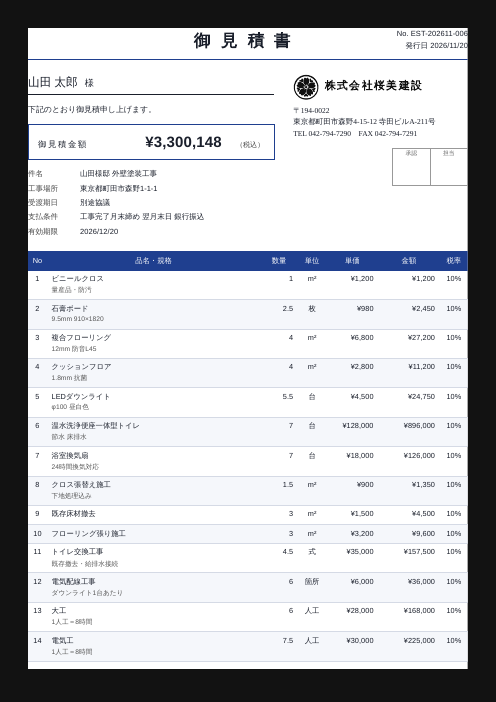 御見積書
No. EST-202611-006
発行日 2026/11/20
山田 太郎 様
下記のとおり御見積申し上げます。
御見積金額 ¥3,300,148 （税込）
株式会社桜美建設
〒194-0022
東京都町田市森野4-15-12 寺田ビルA-211号
TEL 042-794-7290 FAX 042-794-7291
承認 担当
件名 山田様邸 外壁塗装工事
工事場所 東京都町田市森野1-1-1
受渡期日 別途協議
支払条件 工事完了月末締め 翌月末日 銀行振込
有効期限 2026/12/20
No 品名・規格 数量 単位 単価 金額 税率
1 ビニールクロス 1 m² ¥1,200 ¥1,200 10%
量産品・防汚
2 石膏ボード 2.5 枚 ¥980 ¥2,450 10%
9.5mm 910×1820
3 複合フローリング 4 m² ¥6,800 ¥27,200 10%
12mm 防音L45
4 クッションフロア 4 m² ¥2,800 ¥11,200 10%
1.8mm 抗菌
5 LEDダウンライト 5.5 台 ¥4,500 ¥24,750 10%
φ100 昼白色
6 温水洗浄便座一体型トイレ 7 台 ¥128,000 ¥896,000 10%
節水 床排水
7 浴室換気扇 7 台 ¥18,000 ¥126,000 10%
24時間換気対応
8 クロス張替え施工 1.5 m² ¥900 ¥1,350 10%
下地処理込み
9 既存床材撤去 3 m² ¥1,500 ¥4,500 10%
10 フローリング張り施工 3 m² ¥3,200 ¥9,600 10%
11 トイレ交換工事 4.5 式 ¥35,000 ¥157,500 10%
既存撤去・給排水接続
12 電気配線工事 6 箇所 ¥6,000 ¥36,000 10%
ダウンライト1台あたり
13 大工 6 人工 ¥28,000 ¥168,000 10%
1人工＝8時間
14 電気工 7.5 人工 ¥30,000 ¥225,000 10%
1人工＝8時間